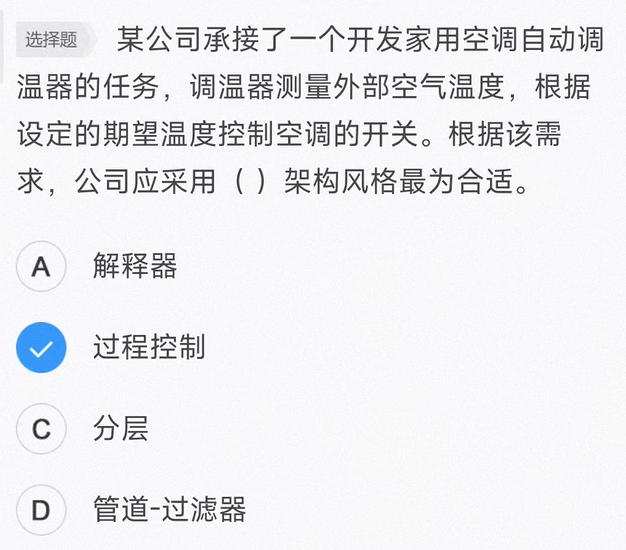 选择题 某公司承接了一个开发家用空调自动调
温器的任务，调温器测量外部空气温度，根据
设定的期望温度控制空调的开关。根据该需
求，公司应采用（ ）架构风格最为合适。
A 解释器
过程控制
C 分层
D 管道-过滤器